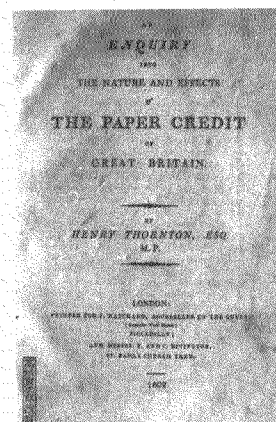 AN
ENQUIRY
INTO
THE NATURE AND EFFECTS
OF
THE PAPER CREDIT
OF
GREAT BRITAIN.
BY
HENRY THORNTON, ESQ.
M.P.
LONDON:
PRINTED FOR J. HATCHARD, BOOKSELLER TO THE QUEEN,
PICCADILLY;
AND MESSRS. F. AND C. RIVINGTON,
ST. PAUL'S CHURCH YARD.
1802